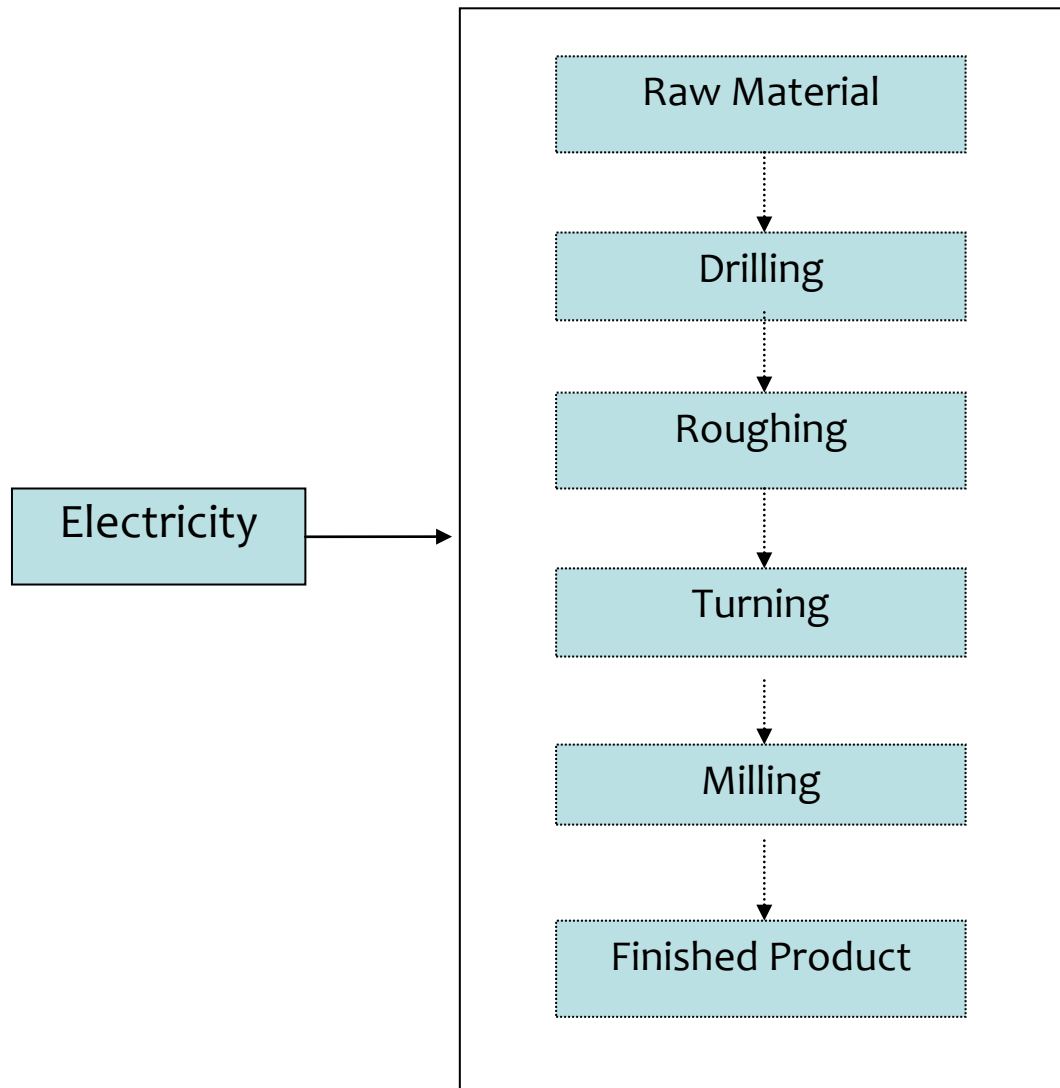 Raw Material
Drilling
Roughing
Electricity
Turning
Milling
Finished Product